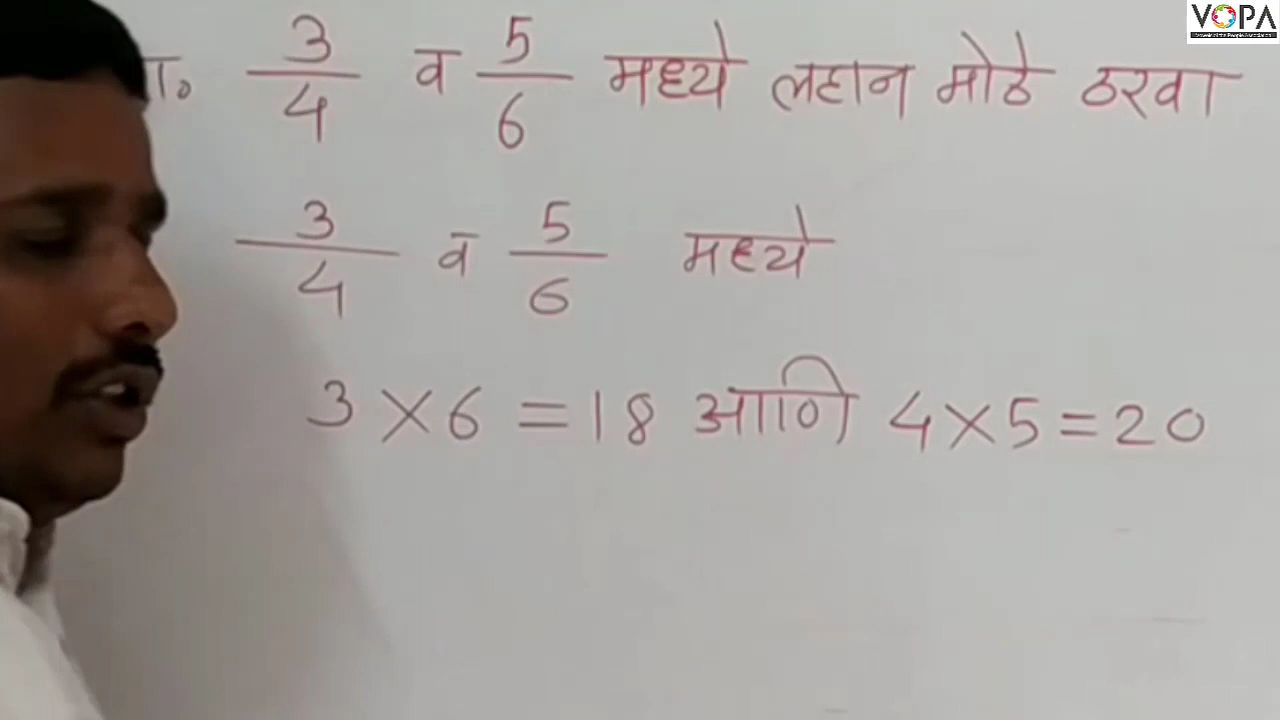 VOPA
3/4 व 5/6 मध्ये लहान मोठे ठरवा
3/4 व 5/6 मध्ये
3 × 6 = 18 आणि 4 × 5 = 20